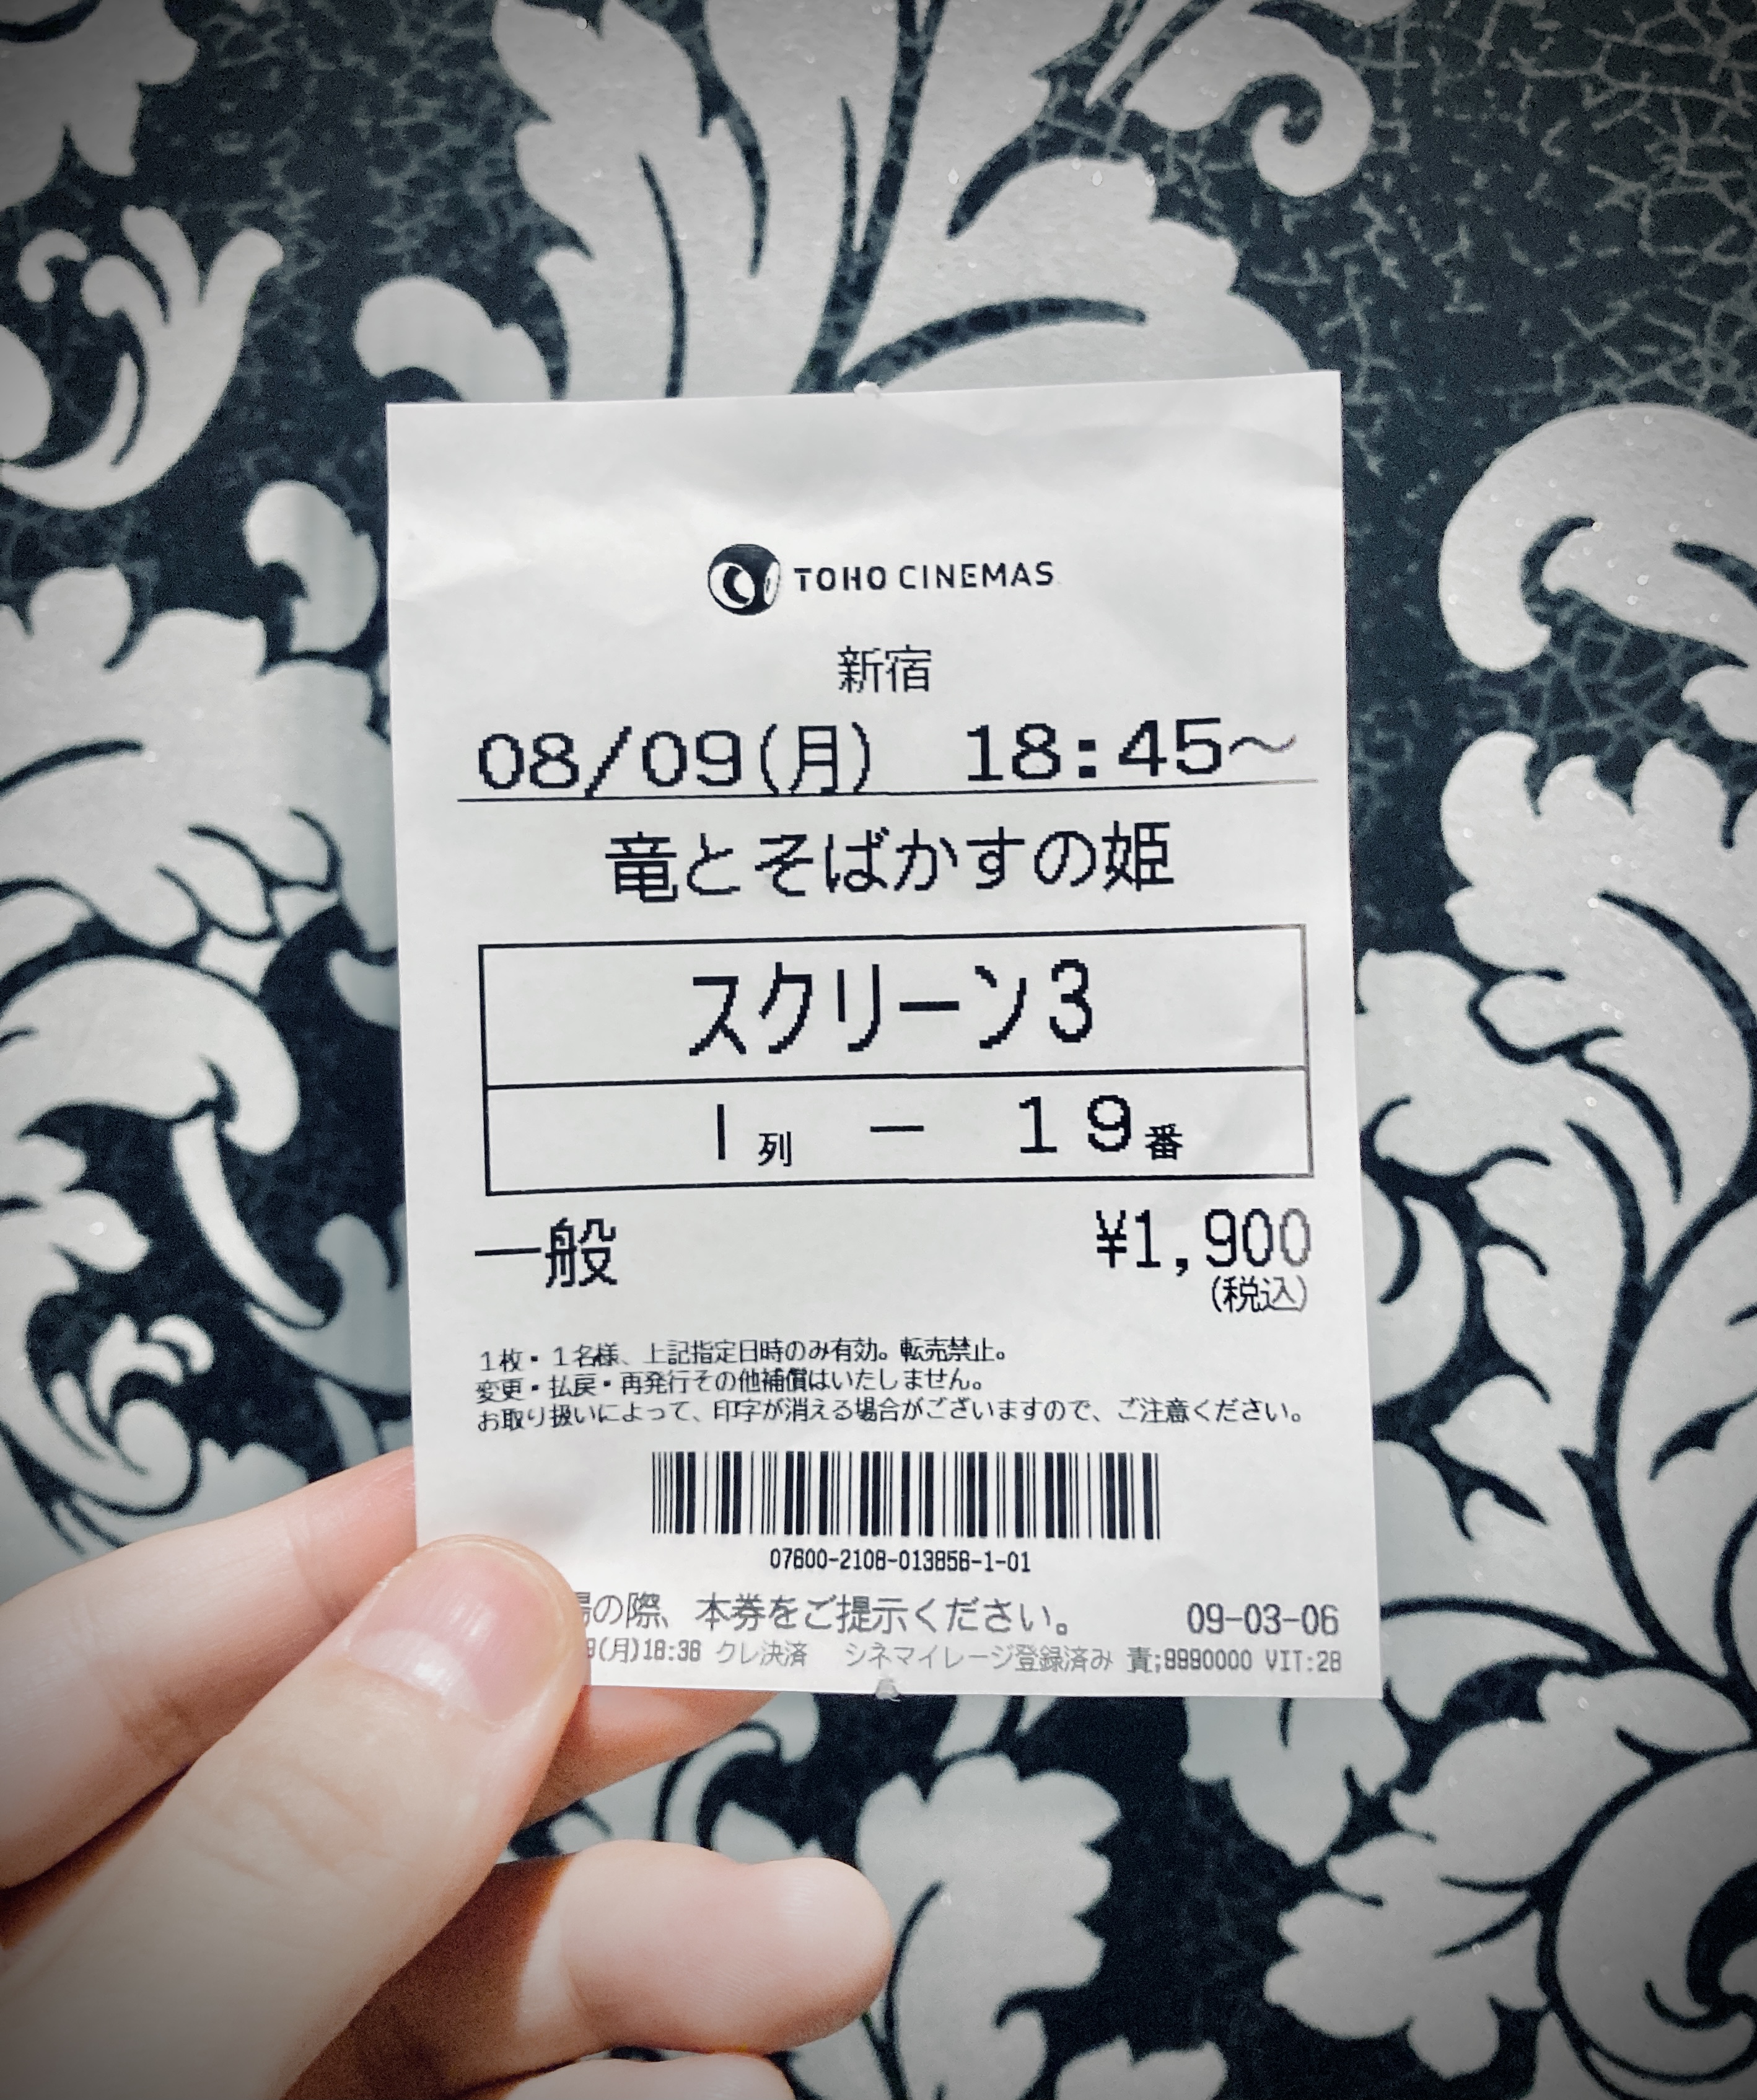 TOHO CINEMAS
新宿
08/09(月) 18:45～
竜とそばかすの姫
スクリーン3
I列 － 19番
一般 ¥1,900
(税込)
1枚・1名様、上記指定日時のみ有効。転売禁止。
変更・払戻・再発行その他補償はいたしません。
お取り扱いによって、印字が消える場合がございますので、ご注意ください。
07600-2108-013856-1-01
の際、本券をご提示ください。 09-03-06
(月)18:36 クレ決済 シネマイレージ登録済み 責;9990000 VIT:28